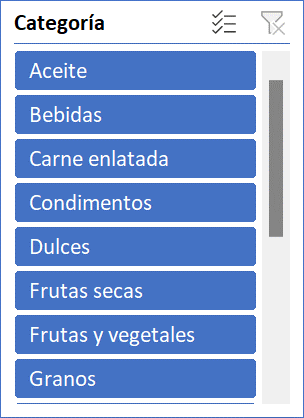 Categoría
Aceite
Bebidas
Carne enlatada
Condimentos
Dulces
Frutas secas
Frutas y vegetales
Granos